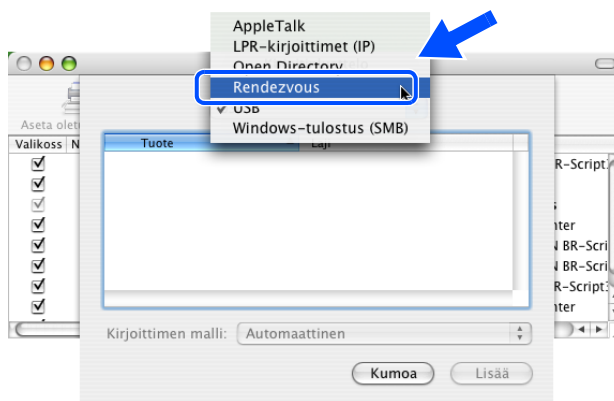 AppleTalk
LPR-kirjoittimet (IP)
Open Directory
Rendezvous
USB
Windows-tulostus (SMB)
Aseta olet
Valikoss N
Tuote
Laji
R-Script
nter
N BR-Scri
N BR-Scri
R-Script
nter
Kirjoittimen malli: Automaattinen
Kumoa Lisää